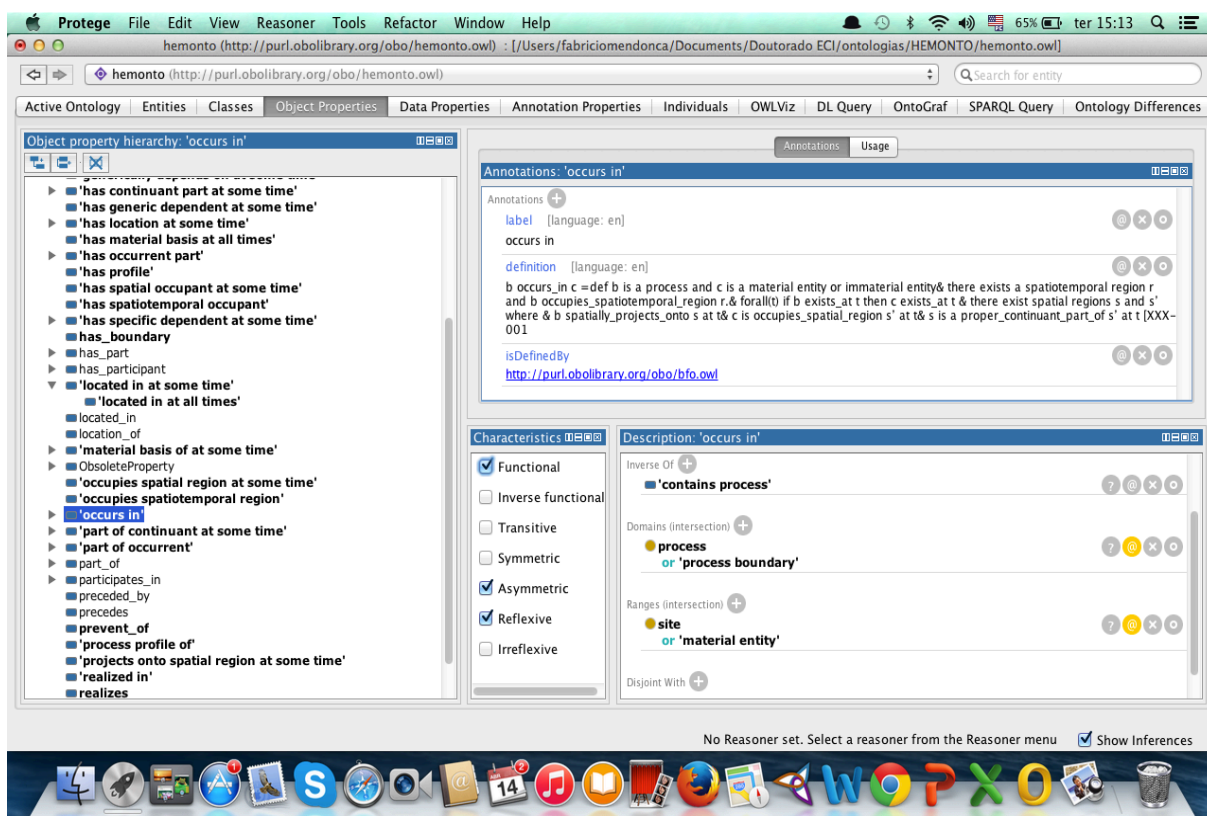 Protege File Edit View Reasoner Tools Refactor Window Help 65% ter 15:13
hemonto (http://purl.obolibrary.org/obo/hemonto.owl) : [/Users/fabriciomendonca/Documents/Doutorado ECI/ontologias/HEMONTO/hemonto.owl]
hemonto (http://purl.obolibrary.org/obo/hemonto.owl) Search for entity
Active Ontology Entities Classes Object Properties Data Properties Annotation Properties Individuals OWLViz DL Query OntoGraf SPARQL Query Ontology Differences
Object property hierarchy: 'occurs in'
'has continuant part at some time'
'has generic dependent at some time'
'has location at some time'
'has material basis at all times'
'has occurrent part'
'has profile'
'has spatial occupant at some time'
'has spatiotemporal occupant'
'has specific dependent at some time'
has_boundary
has_part
has_participant
'located in at some time'
'located in at all times'
located_in
location_of
'material basis of at some time'
ObsoleteProperty
'occupies spatial region at some time'
'occupies spatiotemporal region'
'occurs in'
'part of continuant at some time'
'part of occurrent'
part_of
participates_in
preceded_by
precedes
prevent_of
'process profile of'
'projects onto spatial region at some time'
'realized in'
realizes
Annotations Usage
Annotations: 'occurs in'
Annotations
label [language: en]
occurs in
definition [language: en]
b occurs_in c =def b is a process and c is a material entity or immaterial entity& there exists a spatiotemporal region r
and b occupies_spatiotemporal_region r.& forall(t) if b exists_at t then c exists_at t & there exist spatial regions s and s'
where & b spatially_projects_onto s at t& c is occupies_spatial_region s' at t& s is a proper_continuant_part_of s' at t [XXX-
001
isDefinedBy
http://purl.obolibrary.org/obo/bfo.owl
Characteristics
Functional
Inverse functional
Transitive
Symmetric
Asymmetric
Reflexive
Irreflexive
Description: 'occurs in'
Inverse Of
'contains process'
Domains (intersection)
process
or 'process boundary'
Ranges (intersection)
site
or 'material entity'
Disjoint With
No Reasoner set. Select a reasoner from the Reasoner menu Show Inferences
14